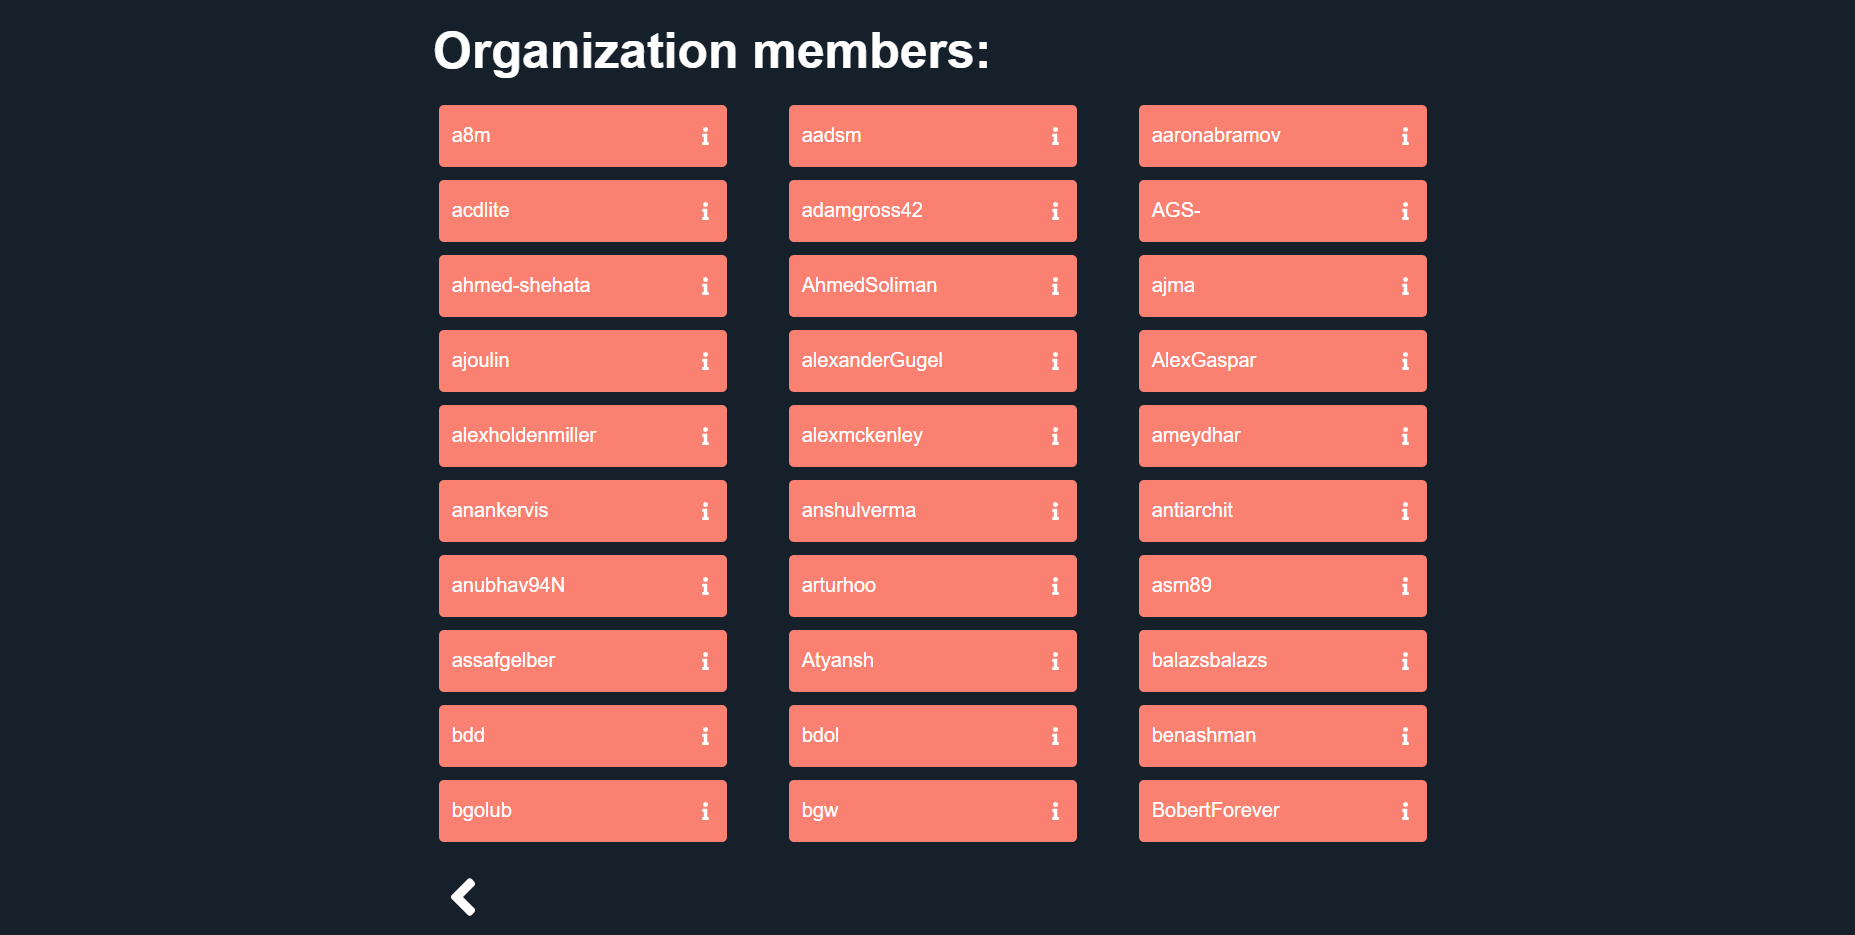 Organization members:
a8m
aadsm
aaronabramov
acdlite
adamgross42
AGS-
ahmed-shehata
AhmedSoliman
ajma
ajoulin
alexanderGugel
AlexGaspar
alexholdenmiller
alexmckenley
ameydhar
anankervis
anshulverma
antiarchit
anubhav94N
arturhoo
asm89
assafgelber
Atyansh
balazsbalazs
bdd
bdol
benashman
bgolub
bgw
BobertForever